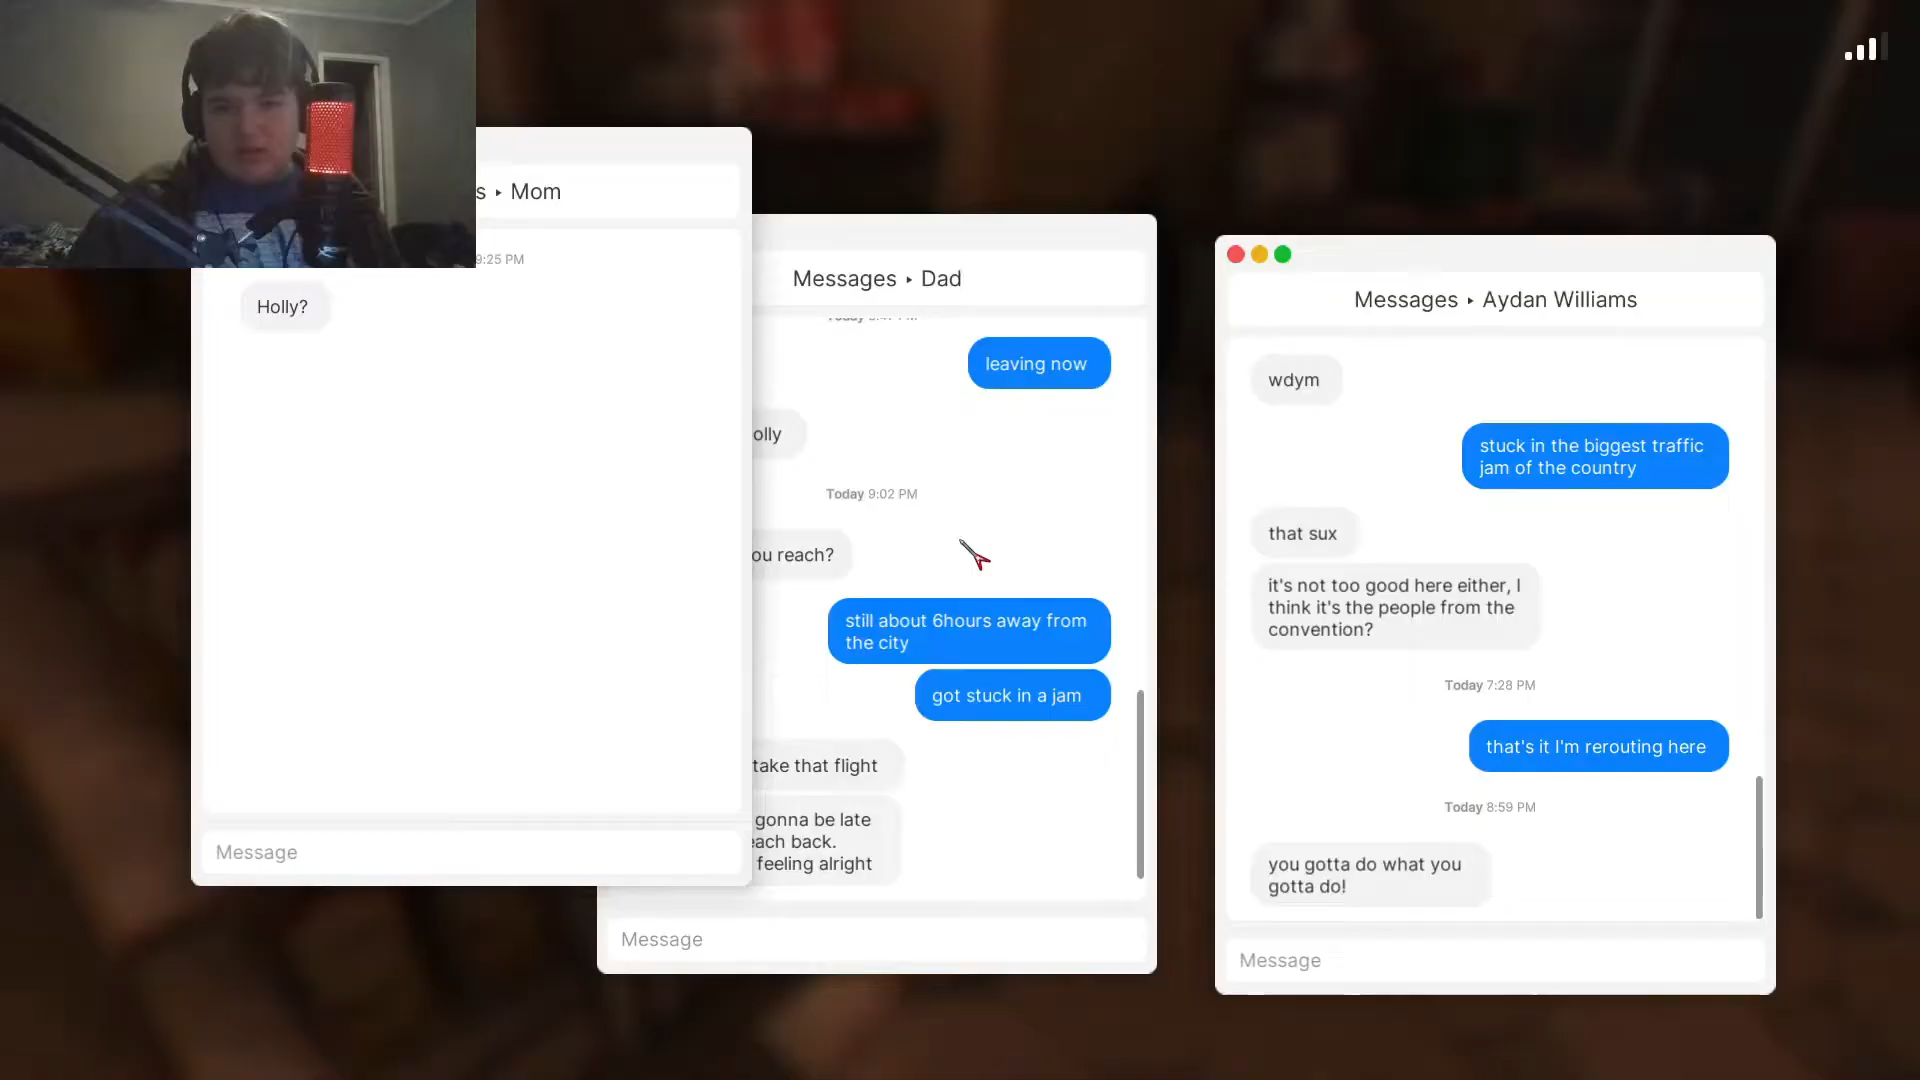 s ▸ Mom
9:25 PM
Holly?
Message
Messages ▸ Dad
leaving now
olly
Today 9:02 PM
ou reach?
still about 6hours away from
the city
got stuck in a jam
take that flight
gonna be late
each back.
feeling alright
Message
Messages ▸ Aydan Williams
wdym
stuck in the biggest traffic
jam of the country
that sux
it's not too good here either, I
think it's the people from the
convention?
Today 7:28 PM
that's it I'm rerouting here
Today 8:59 PM
you gotta do what you
gotta do!
Message